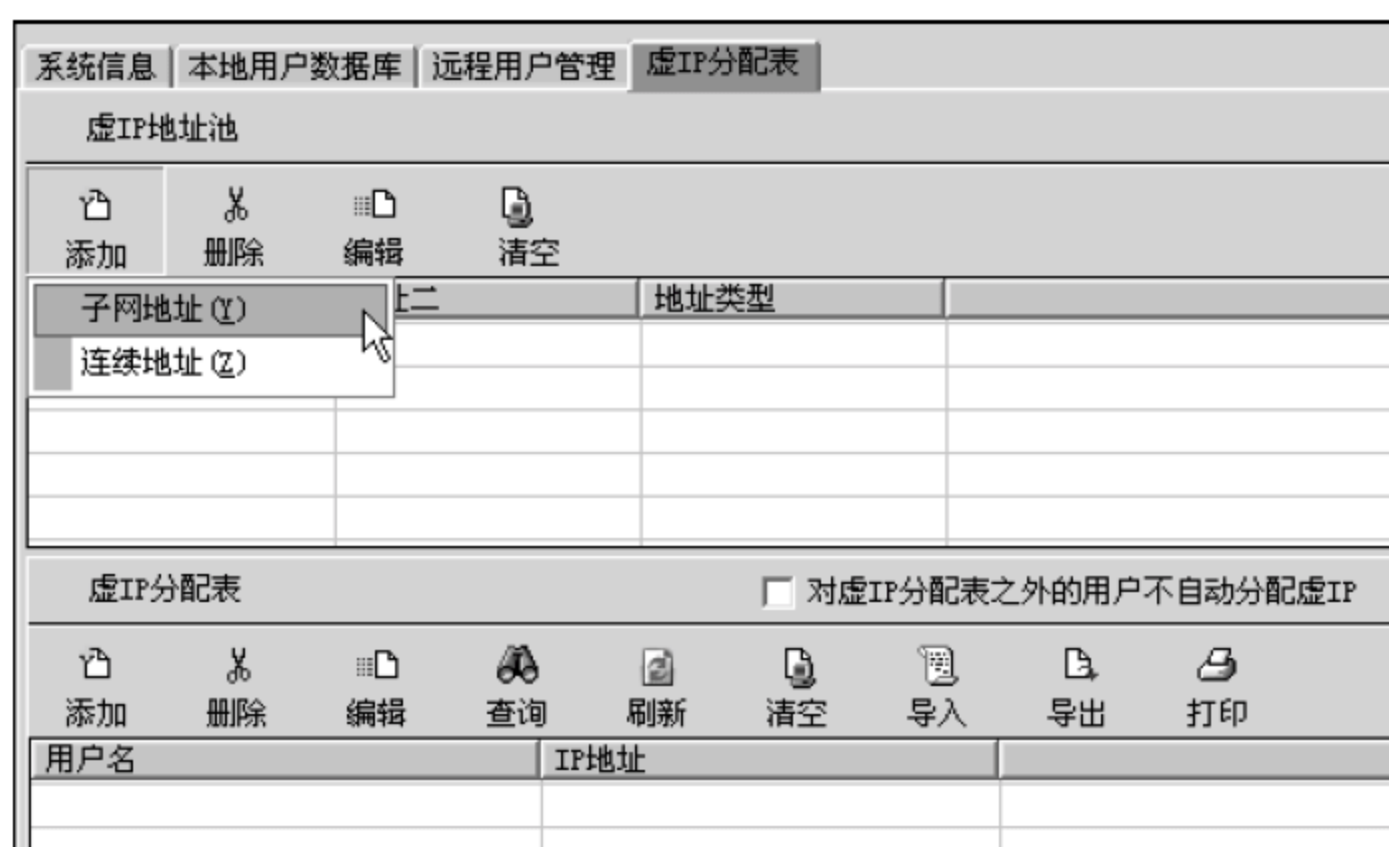 系统信息 本地用户数据库 远程用户管理 虚IP分配表
虚IP地址池
添加 删除 编辑 清空
子网地址(Y) 址二 地址类型
连续地址(Z)
虚IP分配表 对虚IP分配表之外的用户不自动分配虚IP
添加 删除 编辑 查询 刷新 清空 导入 导出 打印
用户名 IP地址